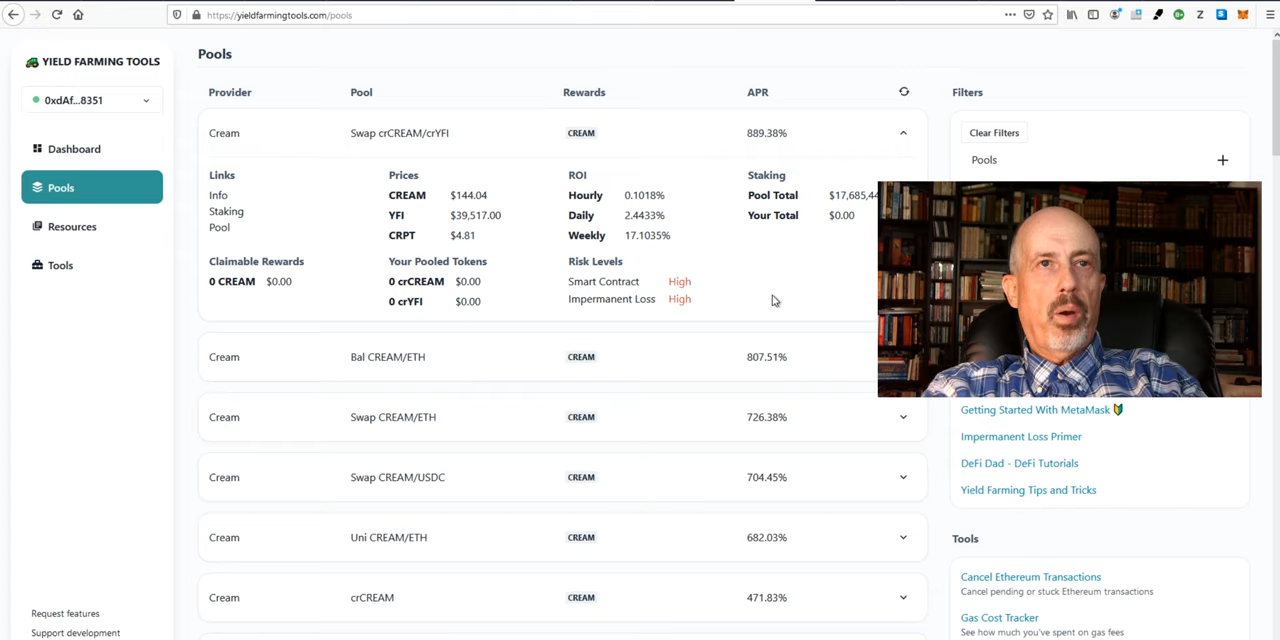 https://yieldfarmingtools.com/pools
YIELD FARMING TOOLS
0xdAf...8351
Dashboard
Pools
Resources
Tools
Request features
Support development
Pools
Provider Pool Rewards APR
Cream Swap crCREAM/crYFI CREAM 889.38%
Links Prices ROI Staking
Info CREAM $144.04 Hourly 0.1018% Pool Total $17,685,44
Staking YFI $39,517.00 Daily 2.4433% Your Total $0.00
Pool CRPT $4.81 Weekly 17.1035%
Claimable Rewards Your Pooled Tokens Risk Levels
0 CREAM $0.00 0 crCREAM $0.00 Smart Contract High
0 crYFI $0.00 Impermanent Loss High
Cream Bal CREAM/ETH CREAM 807.51%
Cream Swap CREAM/ETH CREAM 726.38%
Cream Swap CREAM/USDC CREAM 704.45%
Cream Uni CREAM/ETH CREAM 682.03%
Cream crCREAM CREAM 471.83%
Filters
Clear Filters
Pools
Getting Started With MetaMask
Impermanent Loss Primer
DeFi Dad - DeFi Tutorials
Yield Farming Tips and Tricks
Tools
Cancel Ethereum Transactions
Cancel pending or stuck Ethereum transactions
Gas Cost Tracker
See how much you've spent on gas fees